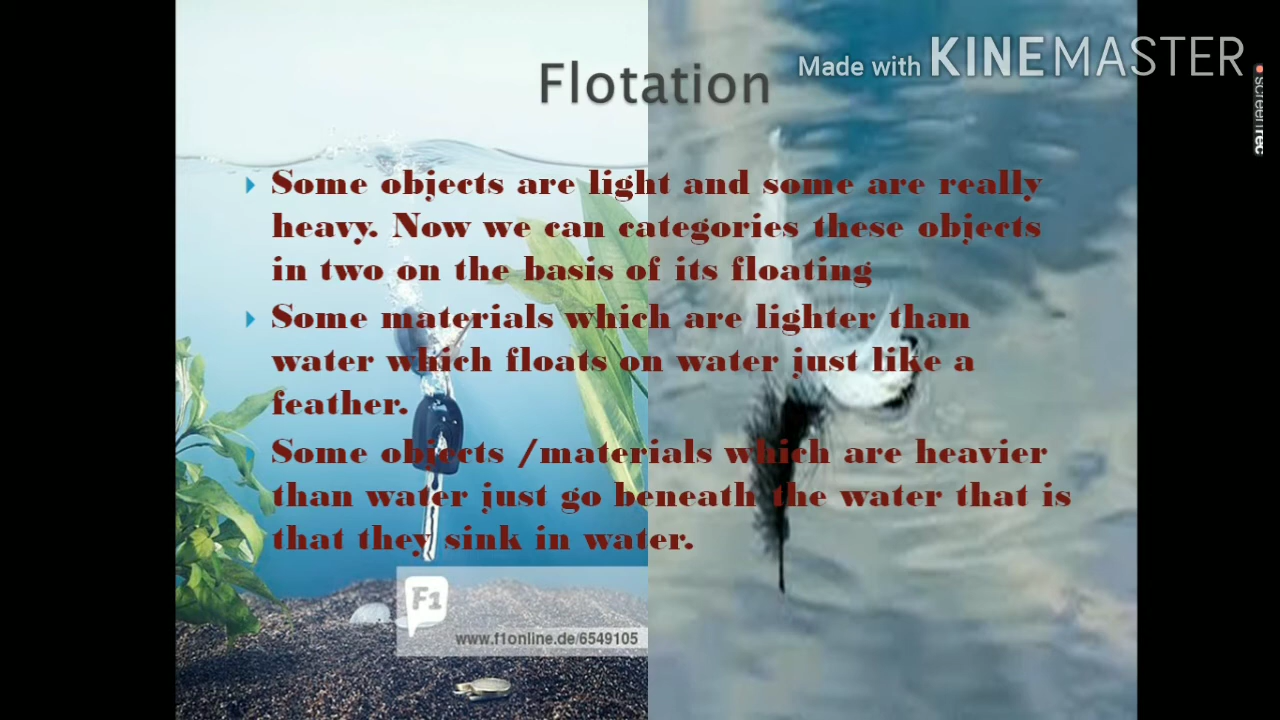 Made with KINEMASTER
screenrec
Flotation
Some objects are light and some are really
heavy. Now we can categories these objects
in two on the basis of its floating
Some materials which are lighter than
water which floats on water just like a
feather.
Some objects /materials which are heavier
than water just go beneath the water that is
that they sink in water.
F1
www.f1online.de/6549105